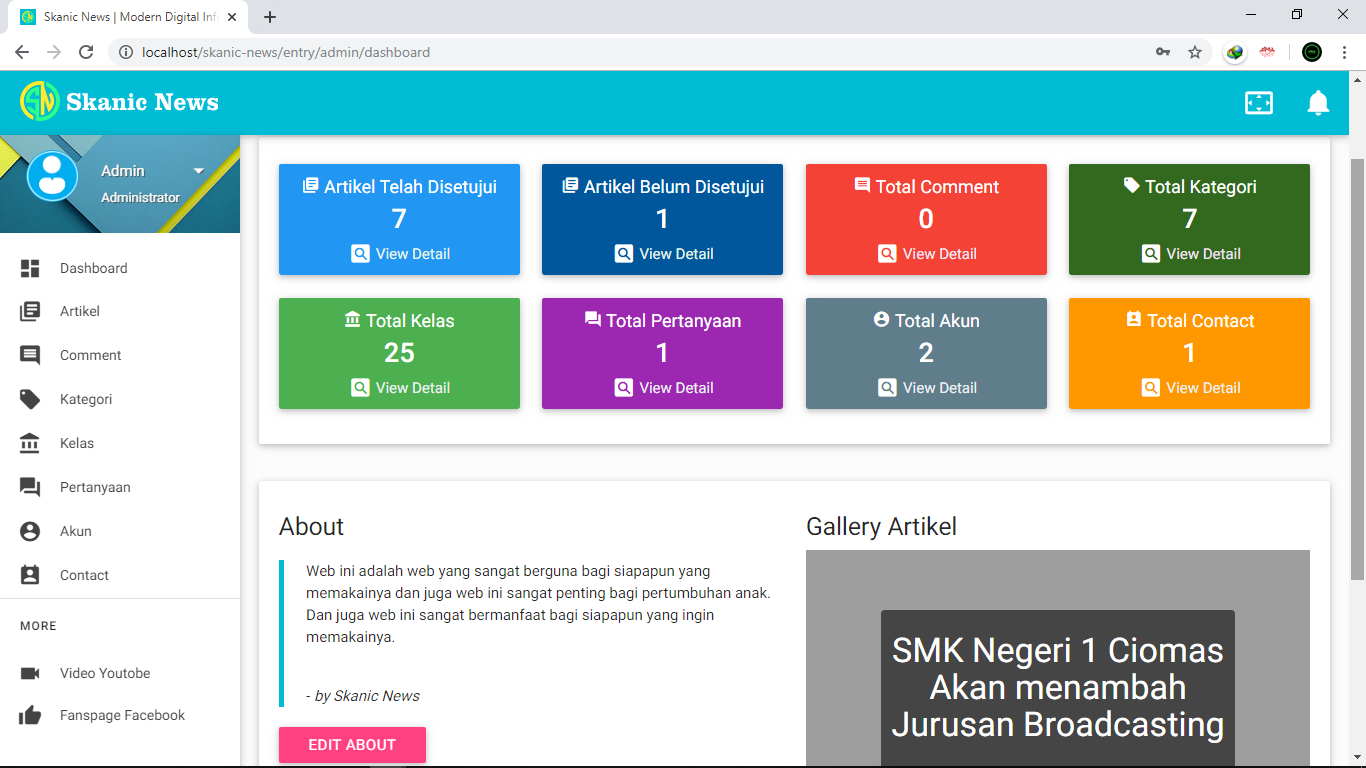 Skanic News | Modern Digital Inf
localhost/skanic-news/entry/admin/dashboard
SN Skanic News
Admin
Administrator
Dashboard
Artikel
Comment
Kategori
Kelas
Pertanyaan
Akun
Contact
MORE
Video Youtobe
Fanspage Facebook
Artikel Telah Disetujui
7
View Detail
Artikel Belum Disetujui
1
View Detail
Total Comment
0
View Detail
Total Kategori
7
View Detail
Total Kelas
25
View Detail
Total Pertanyaan
1
View Detail
Total Akun
2
View Detail
Total Contact
1
View Detail
About
Web ini adalah web yang sangat berguna bagi siapapun yang
memakainya dan juga web ini sangat penting bagi pertumbuhan anak.
Dan juga web ini sangat bermanfaat bagi siapapun yang ingin
memakainya.
- by Skanic News
EDIT ABOUT
Gallery Artikel
SMK Negeri 1 Ciomas
Akan menambah
Jurusan Broadcasting